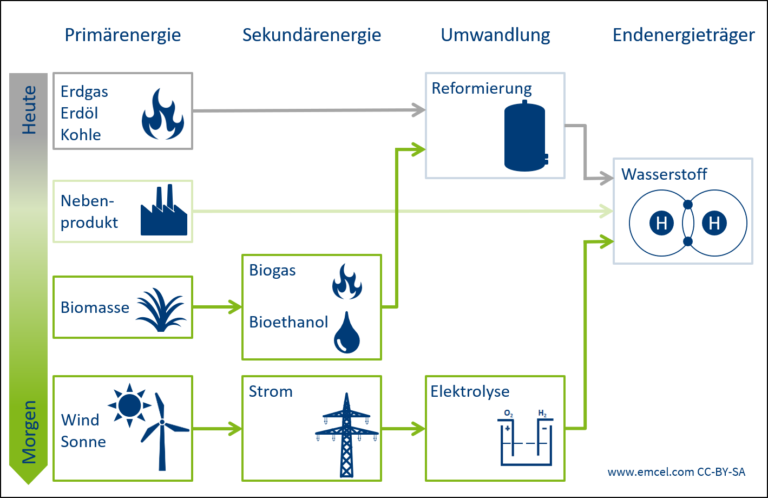 Primärenergie
Sekundärenergie
Umwandlung
Endenergieträger
Heute
Erdgas
Erdöl
Kohle
Reformierung
Neben-
produkt
Wasserstoff
H
H
Biomasse
Biogas
Bioethanol
Morgen
Wind
Sonne
Strom
Elektrolyse
O₂
H₂
+
−
www.emcel.com CC-BY-SA